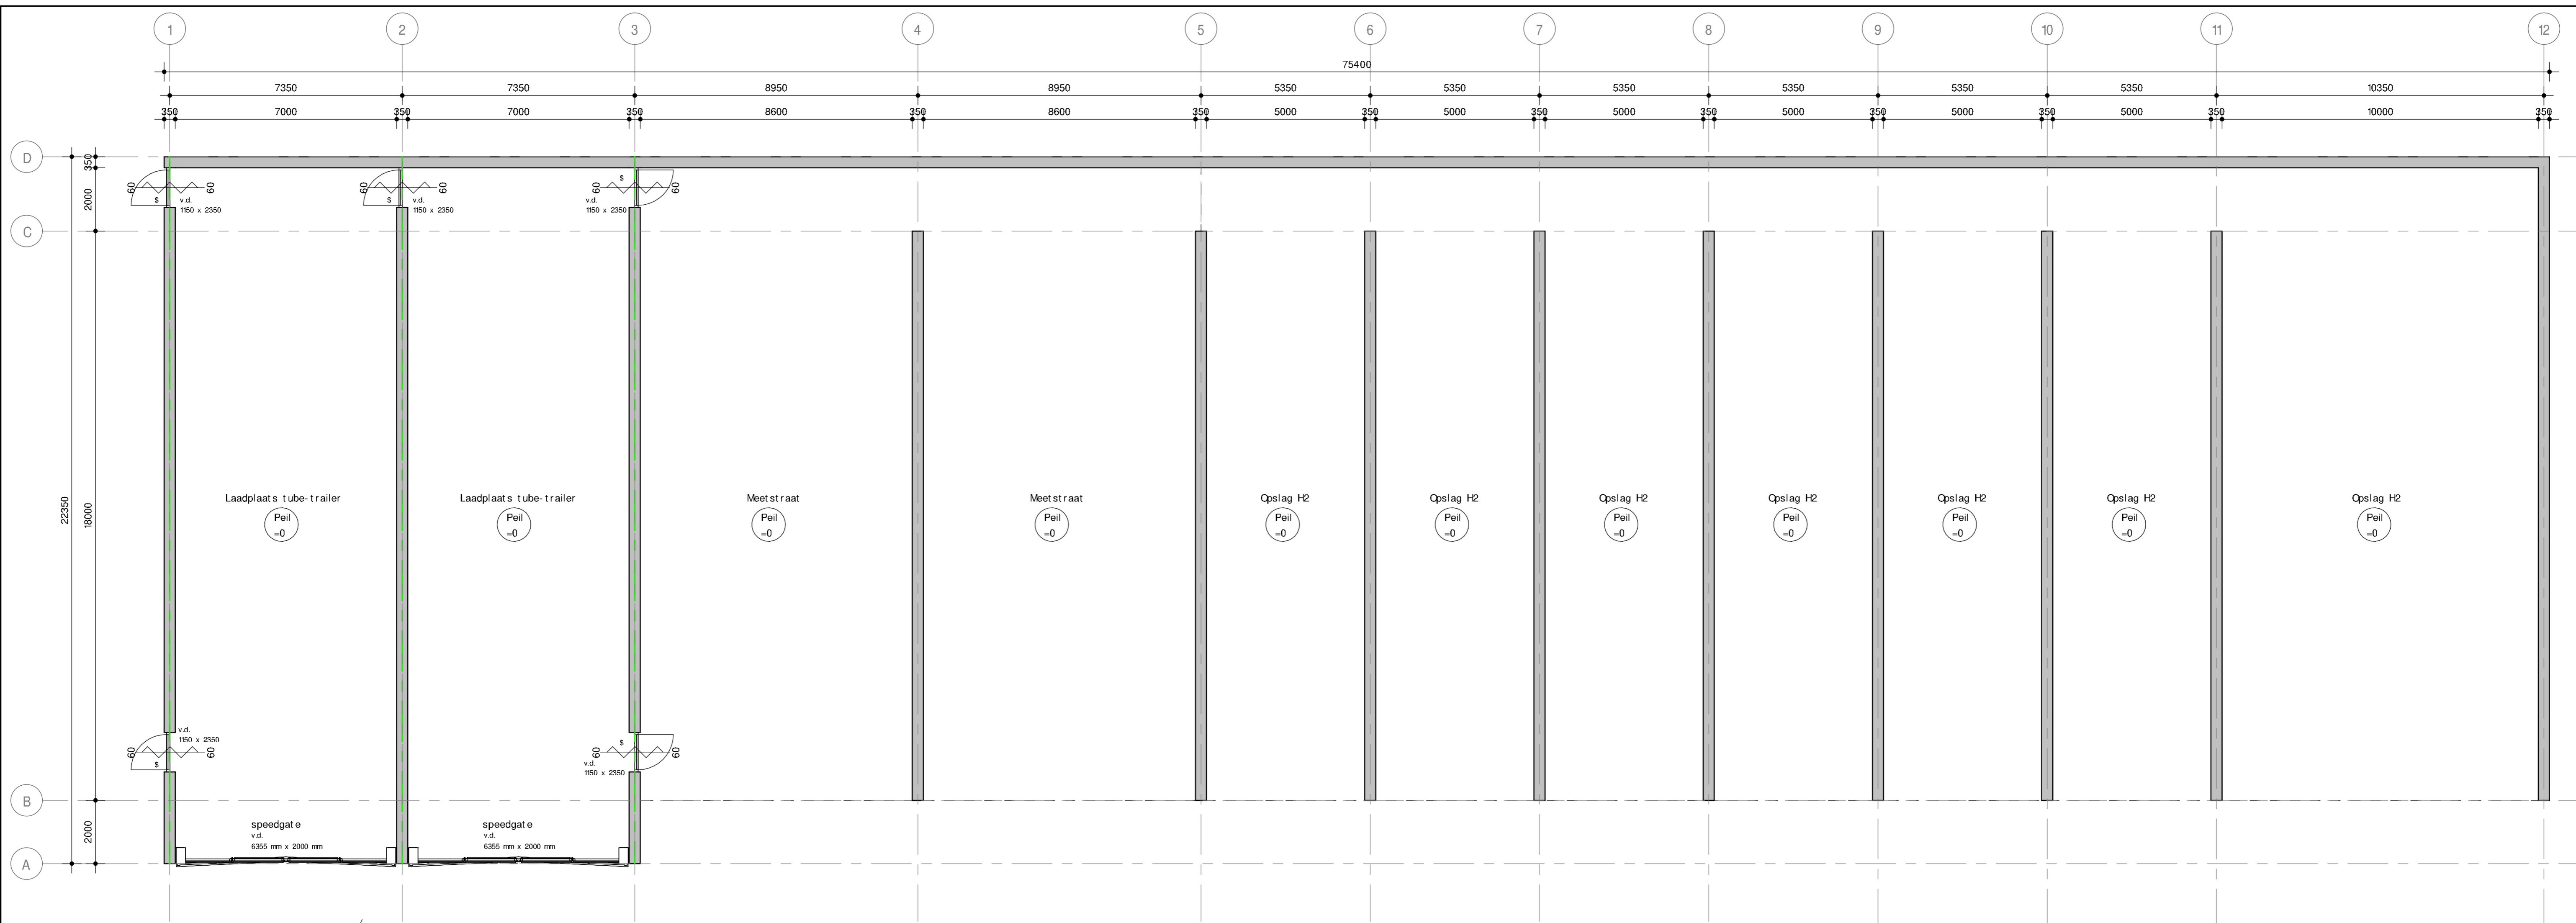 1 2 3 4 5 6 7 8 9 10 11 12
75400
7350 7350 8950 8950 5350 5350 5350 5350 5350 5350 10350
350 7000 350 7000 350 8600 350 8600 350 5000 350 5000 350 5000 350 5000 350 5000 350 5000 350 10000 350
D
350
60 60 60 60 S 60 60
2000
S v.d. S v.d. v.d.
1150 x 2350 1150 x 2350 1150 x 2350
C
22350
18000
Laadplaats tube-trailer Laadplaats tube-trailer Meetstraat Meetstraat Opslag H2 Opslag H2 Opslag H2 Opslag H2 Opslag H2 Opslag H2 Opslag H2
Peil Peil Peil Peil Peil Peil Peil Peil Peil Peil Peil
=0 =0 =0 =0 =0 =0 =0 =0 =0 =0 =0
v.d.
1150 x 2350 S
60 60 60 60
S v.d.
1150 x 2350
B
2000
speedgate speedgate
v.d. v.d.
6355 mm x 2000 mm 6355 mm x 2000 mm
A